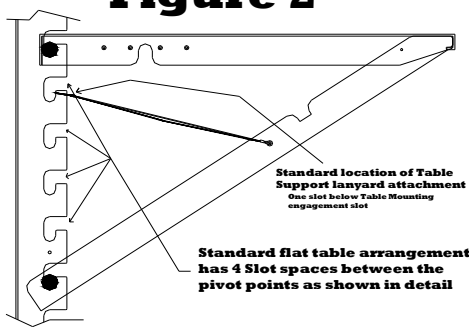 Figure 2
Standard location of Table
Support lanyard attachment
One slot below Table Mounting
engagement slot
Standard flat table arrangement
has 4 Slot spaces between the
pivot points as shown in detail